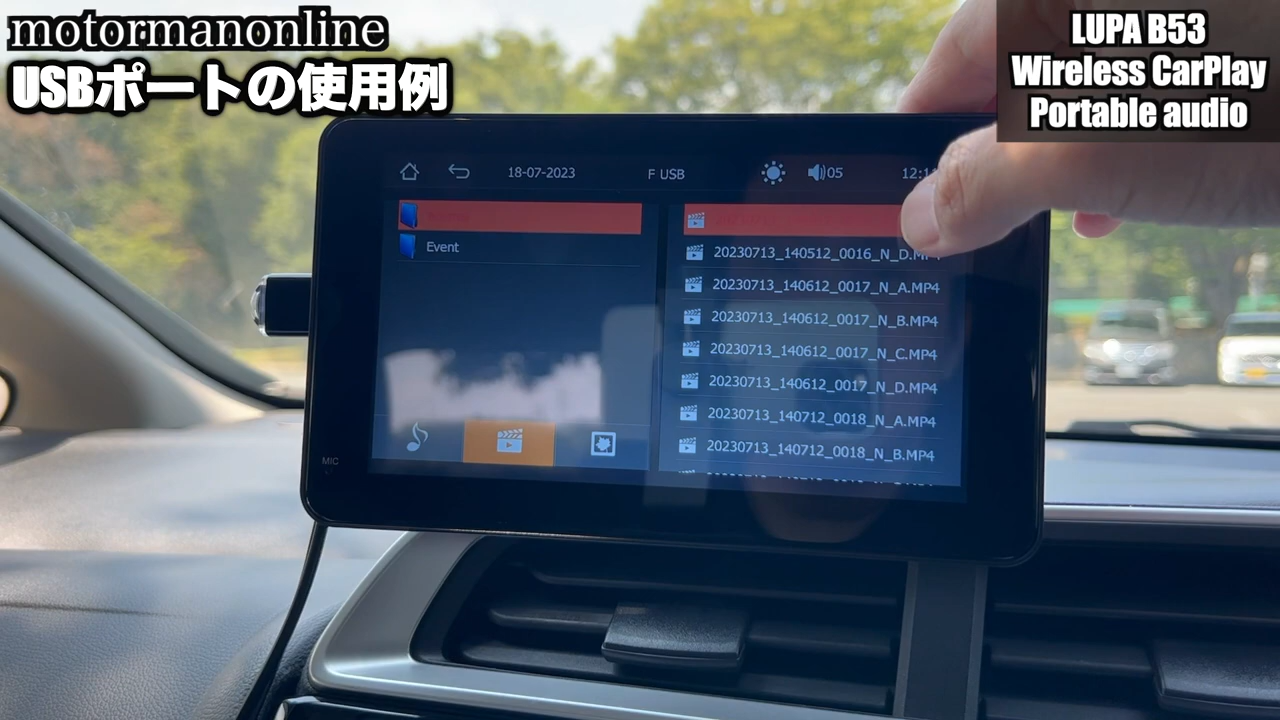 motormanonline
USBポートの使用例
LUPA B53
Wireless CarPlay
Portable audio
18-07-2023
F USB
05
Event
20230713_140512_0016_N_D.MP4
20230713_140612_0017_N_A.MP4
20230713_140612_0017_N_B.MP4
20230713_140612_0017_N_C.MP4
20230713_140612_0017_N_D.MP4
20230713_140712_0018_N_A.MP4
20230713_140712_0018_N_B.MP4
MIC